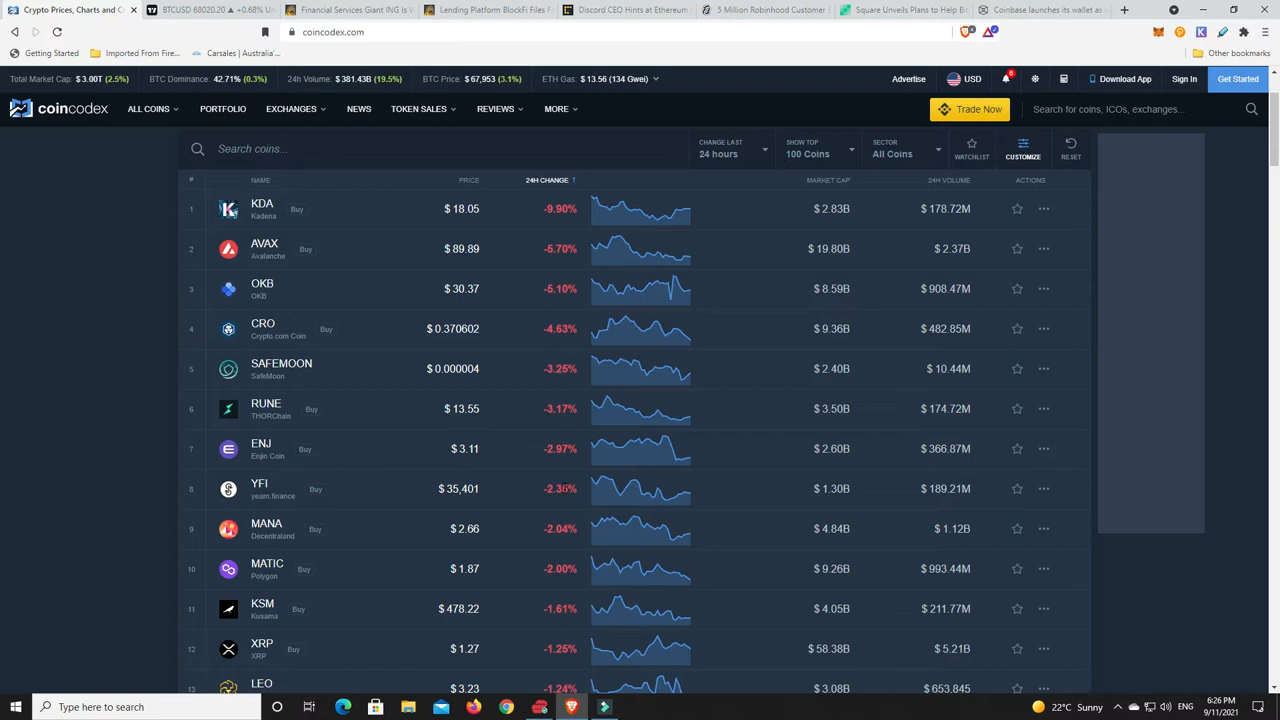 Crypto Prices, Charts and C
BTCUSD 68020.20 ▲ +0.68% Un
Financial Services Giant ING Is V
Lending Platform BlockFi Files F
Discord CEO Hints at Ethereum
5 Million Robinhood Customer
Square Unveils Plans to Help Bi
Coinbase launches its wallet as
coincodex.com
Getting Started
Imported From Fire...
Carsales (Australia)...
Other bookmarks
Total Market Cap: $ 3.00T (2.5%)
BTC Dominance: 42.71% (0.3%)
24h Volume: $ 381.43B (19.5%)
BTC Price: $ 67,953 (3.1%)
ETH Gas: $ 13.56 (134 Gwei)
Advertise
USD
8
Download App
Sign In
Get Started
coincodex
ALL COINS
PORTFOLIO
EXCHANGES
NEWS
TOKEN SALES
REVIEWS
MORE
Trade Now
Search for coins, ICOs, exchanges...
Search coins...
CHANGE LAST
24 hours
SHOW TOP
100 Coins
SECTOR
All Coins
WATCHLIST
CUSTOMIZE
RESET
# NAME PRICE 24H CHANGE ↑ MARKET CAP 24H VOLUME ACTIONS
1 KDA Buy $ 18.05 -9.90% $ 2.83B $ 178.72M
Kadena
2 AVAX Buy $ 89.89 -5.70% $ 19.80B $ 2.37B
Avalanche
3 OKB $ 30.37 -5.10% $ 8.59B $ 908.47M
OKB
4 CRO Buy $ 0.370602 -4.63% $ 9.36B $ 482.85M
Crypto.com Coin
5 SAFEMOON $ 0.000004 -3.25% $ 2.40B $ 10.44M
SafeMoon
6 RUNE Buy $ 13.55 -3.17% $ 3.50B $ 174.72M
THORChain
7 ENJ Buy $ 3.11 -2.97% $ 2.60B $ 366.87M
Enjin Coin
8 YFI Buy $ 35,401 -2.35% $ 1.30B $ 189.21M
yearn.finance
9 MANA Buy $ 2.66 -2.04% $ 4.84B $ 1.12B
Decentraland
10 MATIC Buy $ 1.87 -2.00% $ 9.26B $ 993.44M
Polygon
11 KSM Buy $ 478.22 -1.61% $ 4.05B $ 211.77M
Kusama
12 XRP Buy $ 1.27 -1.25% $ 58.38B $ 5.21B
XRP
13 LEO $ 3.23 -1.24% $ 3.08B $ 653,845
Type here to search
22°C Sunny
ENG
6:26 PM
9/11/2021